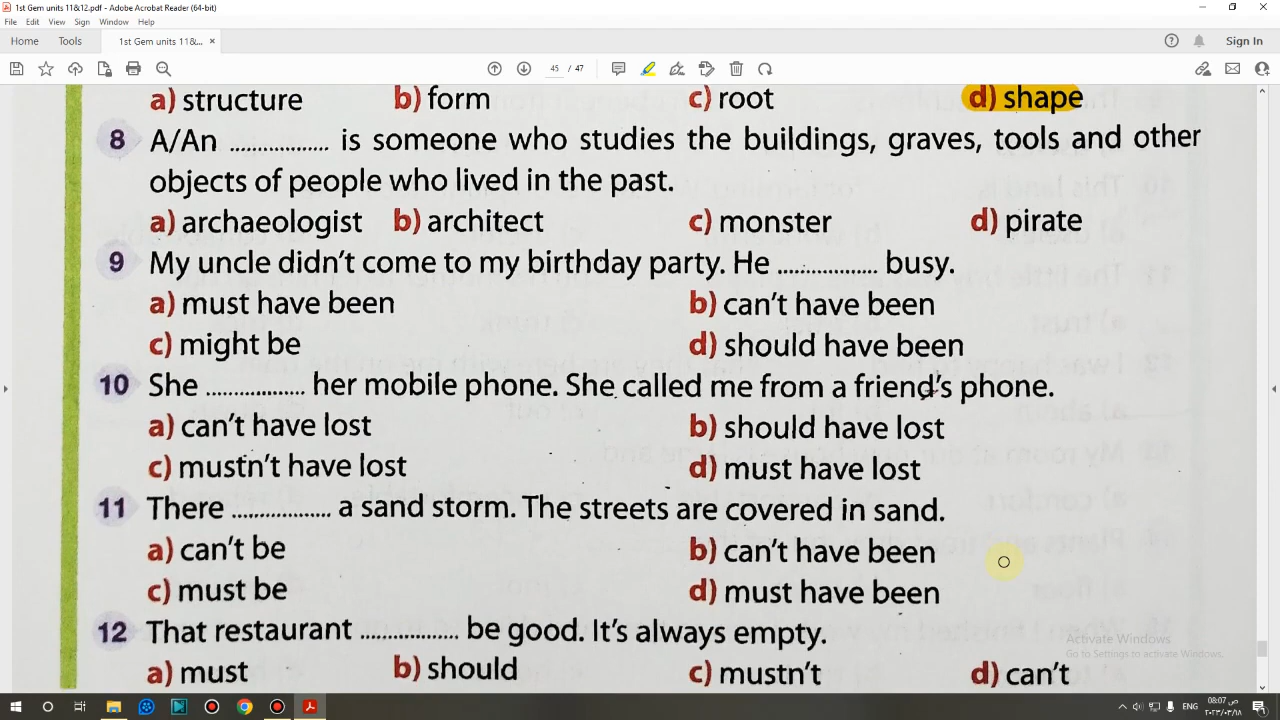 1st Gem units 11&12.pdf - Adobe Acrobat Reader (64-bit)
File Edit View Sign Window Help
Home Tools 1st Gem units 11&... × Sign In
45 / 47
a) structure b) form c) root d) shape
8 A/An ................. is someone who studies the buildings, graves, tools and other
objects of people who lived in the past.
a) archaeologist b) architect c) monster d) pirate
9 My uncle didn't come to my birthday party. He ................. busy.
a) must have been b) can't have been
c) might be d) should have been
10 She ................. her mobile phone. She called me from a friend's phone.
a) can't have lost b) should have lost
c) mustn't have lost d) must have lost
11 There ................. a sand storm. The streets are covered in sand.
a) can't be b) can't have been
c) must be d) must have been
12 That restaurant ................. be good. It's always empty.
a) must b) should c) mustn't d) can't
Activate Windows
Go to Settings to activate Windows.
ENG
08:07 ص
٢٠٢٣/٠٣/١٨